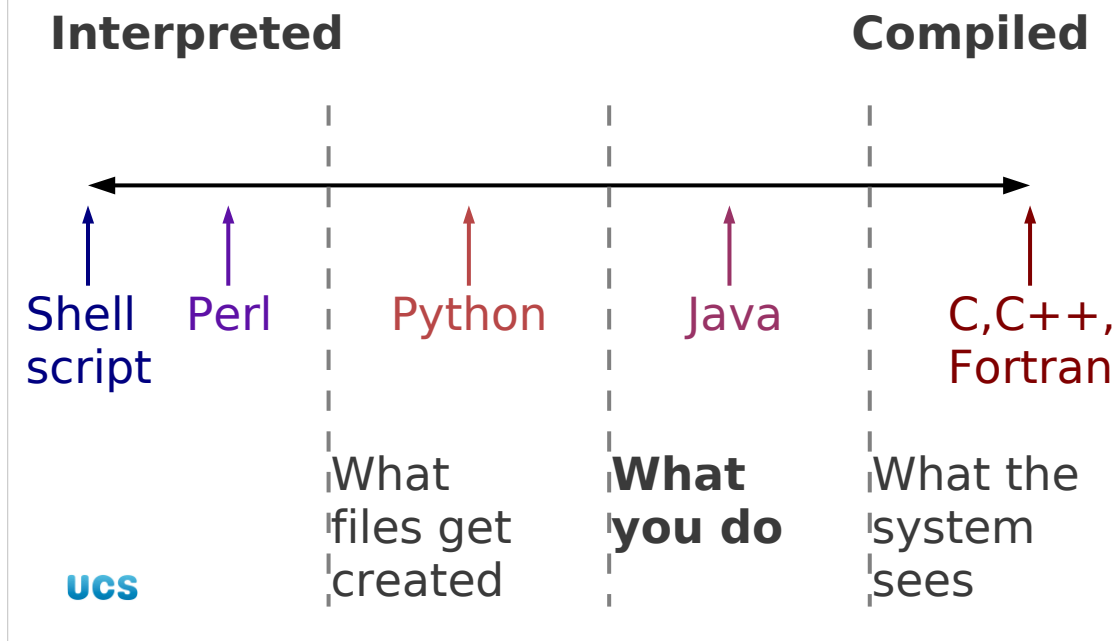 Interpreted
Compiled
Shell
script
Perl
Python
Java
C,C++,
Fortran
What
files get
created
What
you do
What the
system
sees
UCS